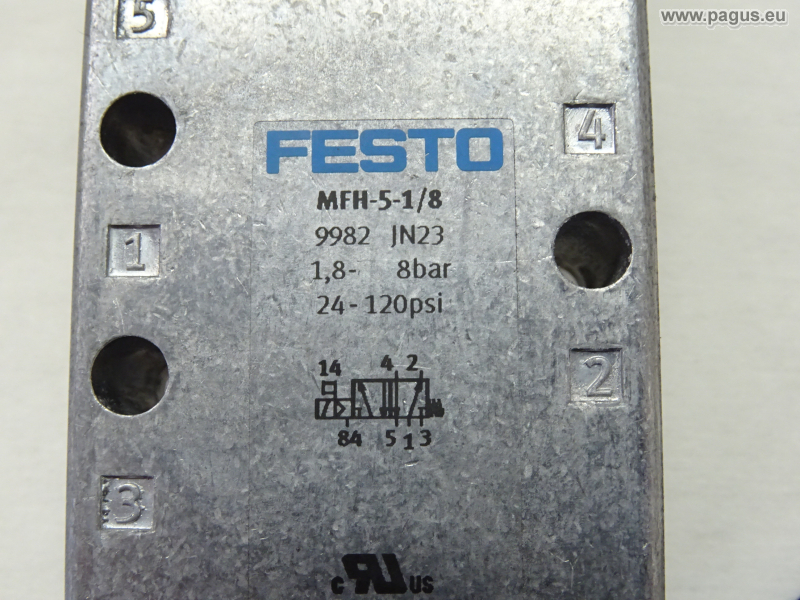 www.pagus.eu
5
4
FESTO
MFH-5-1/8
9982 JN23
1,8- 8bar
24-120psi
1
2
14 4 2
84 5 1 3
3
c RU US